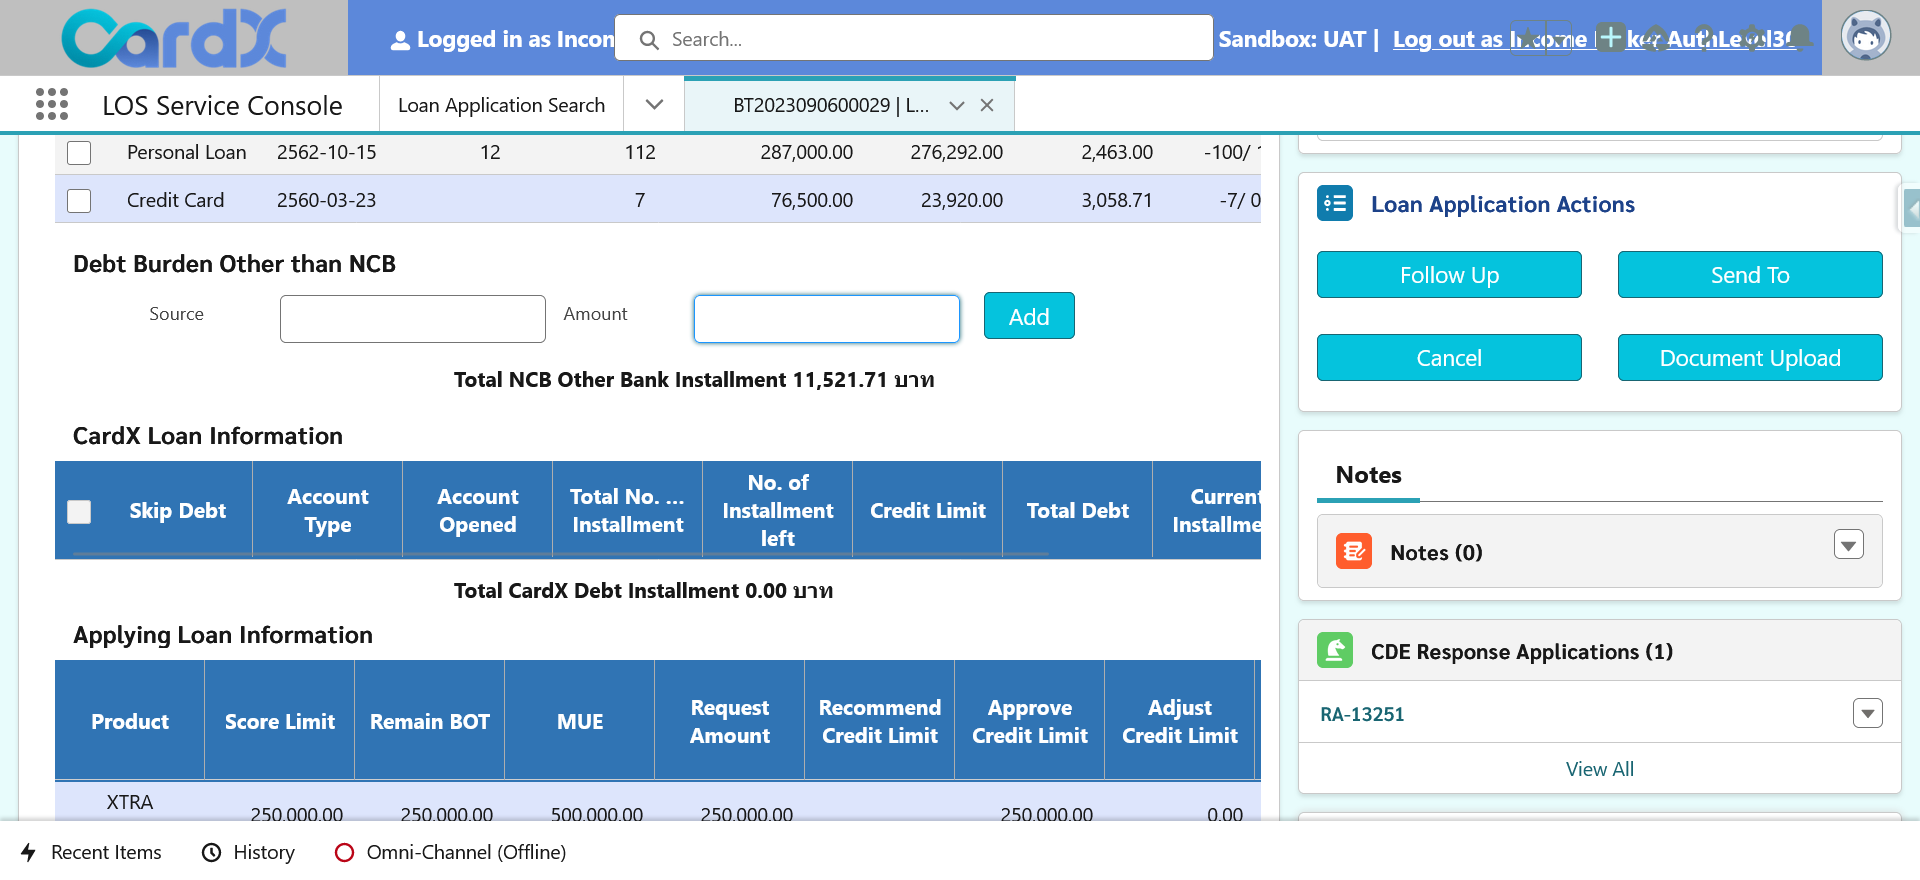 CardX
Logged in as Incon
Search...
Sandbox: UAT | Log out as Income ker AuthLevel3
LOS Service Console
Loan Application Search
BT2023090600029 | L...
Personal Loan 2562-10-15 12 112 287,000.00 276,292.00 2,463.00 -100/
Credit Card 2560-03-23 7 76,500.00 23,920.00 3,058.71 -7/ 0
Debt Burden Other than NCB
Source Amount Add
Total NCB Other Bank Installment 11,521.71 บาท
CardX Loan Information
Skip Debt
Account Type
Account Opened
Total No. ... Installment
No. of Installment left
Credit Limit
Total Debt
Current Installme
Total CardX Debt Installment 0.00 บาท
Applying Loan Information
Product
Score Limit
Remain BOT
MUE
Request Amount
Recommend Credit Limit
Approve Credit Limit
Adjust Credit Limit
XTRA
250,000.00 250,000.00 500,000.00 250,000.00 250,000.00 0.00
Loan Application Actions
Follow Up
Send To
Cancel
Document Upload
Notes
Notes (0)
CDE Response Applications (1)
RA-13251
View All
Recent Items
History
Omni-Channel (Offline)